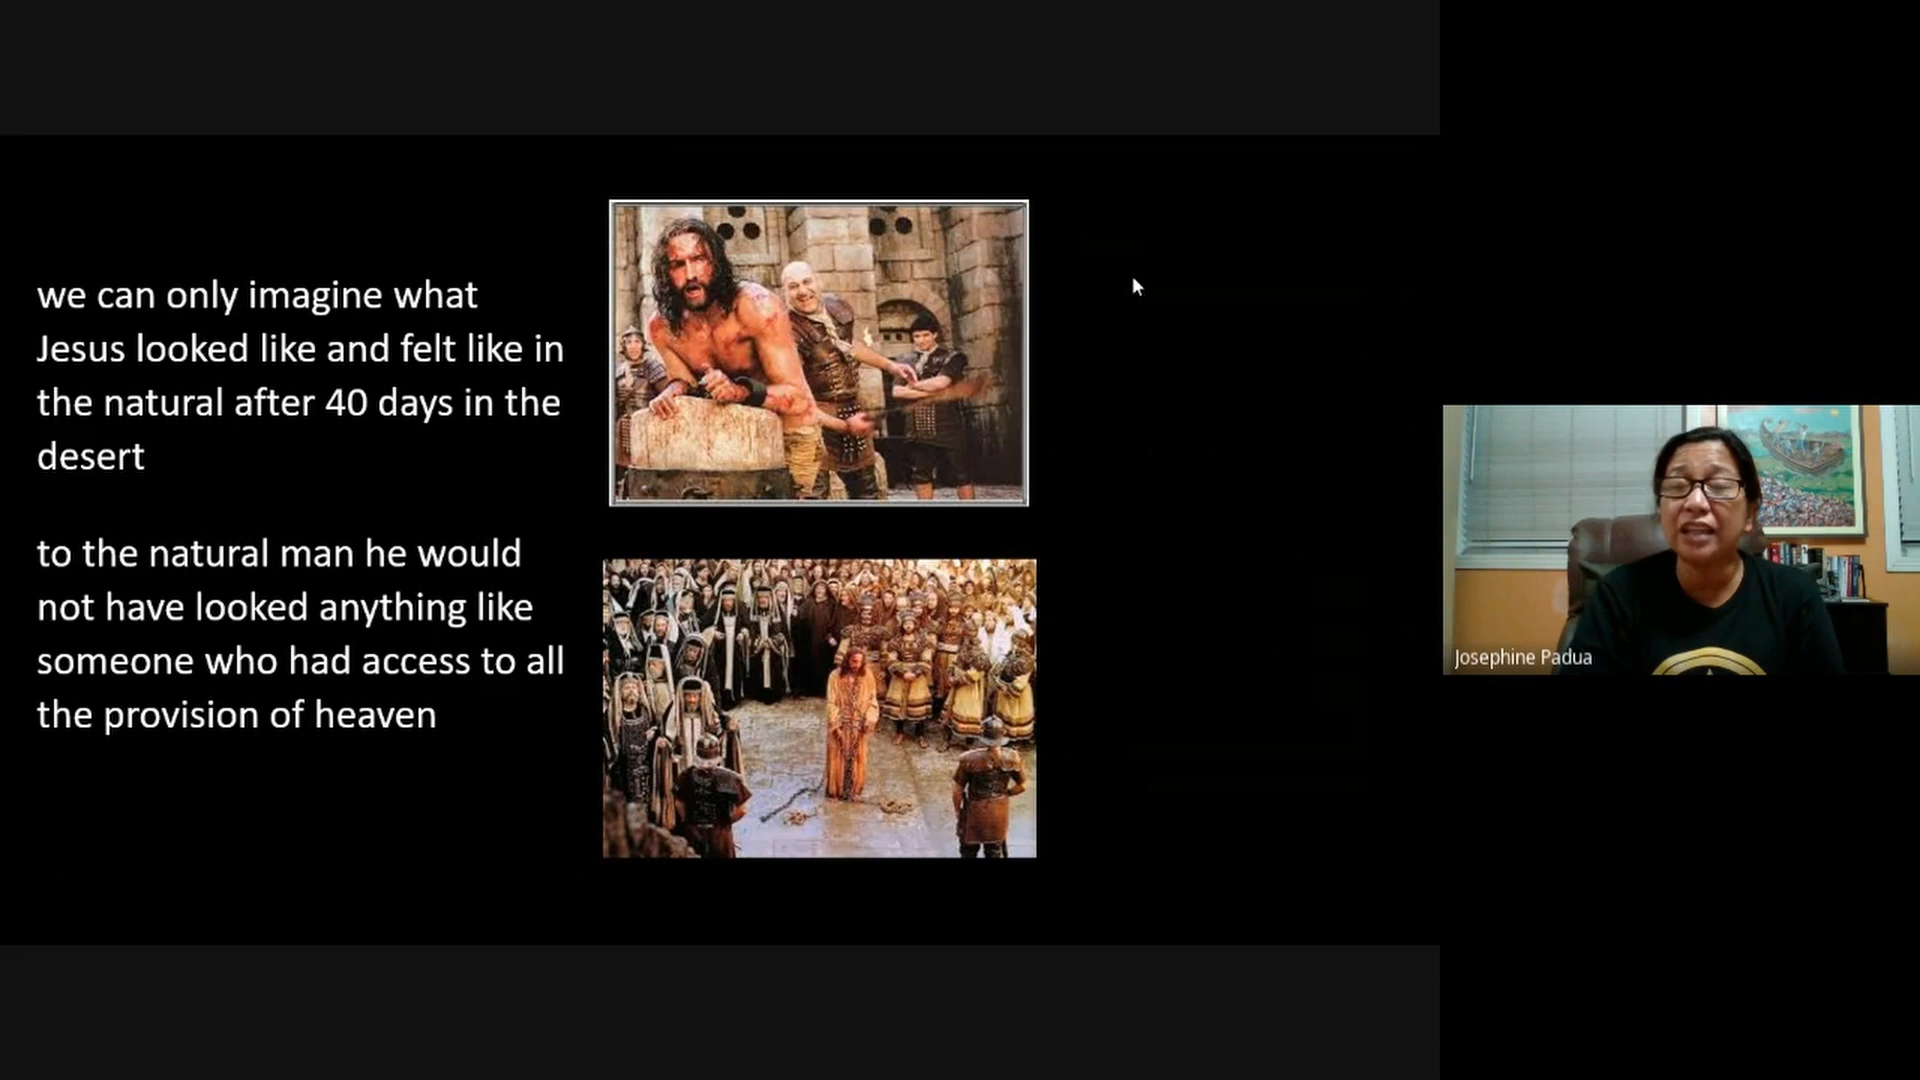 we can only imagine what
Jesus looked like and felt like in
the natural after 40 days in the
desert
to the natural man he would
not have looked anything like
someone who had access to all
the provision of heaven
Josephine Padua